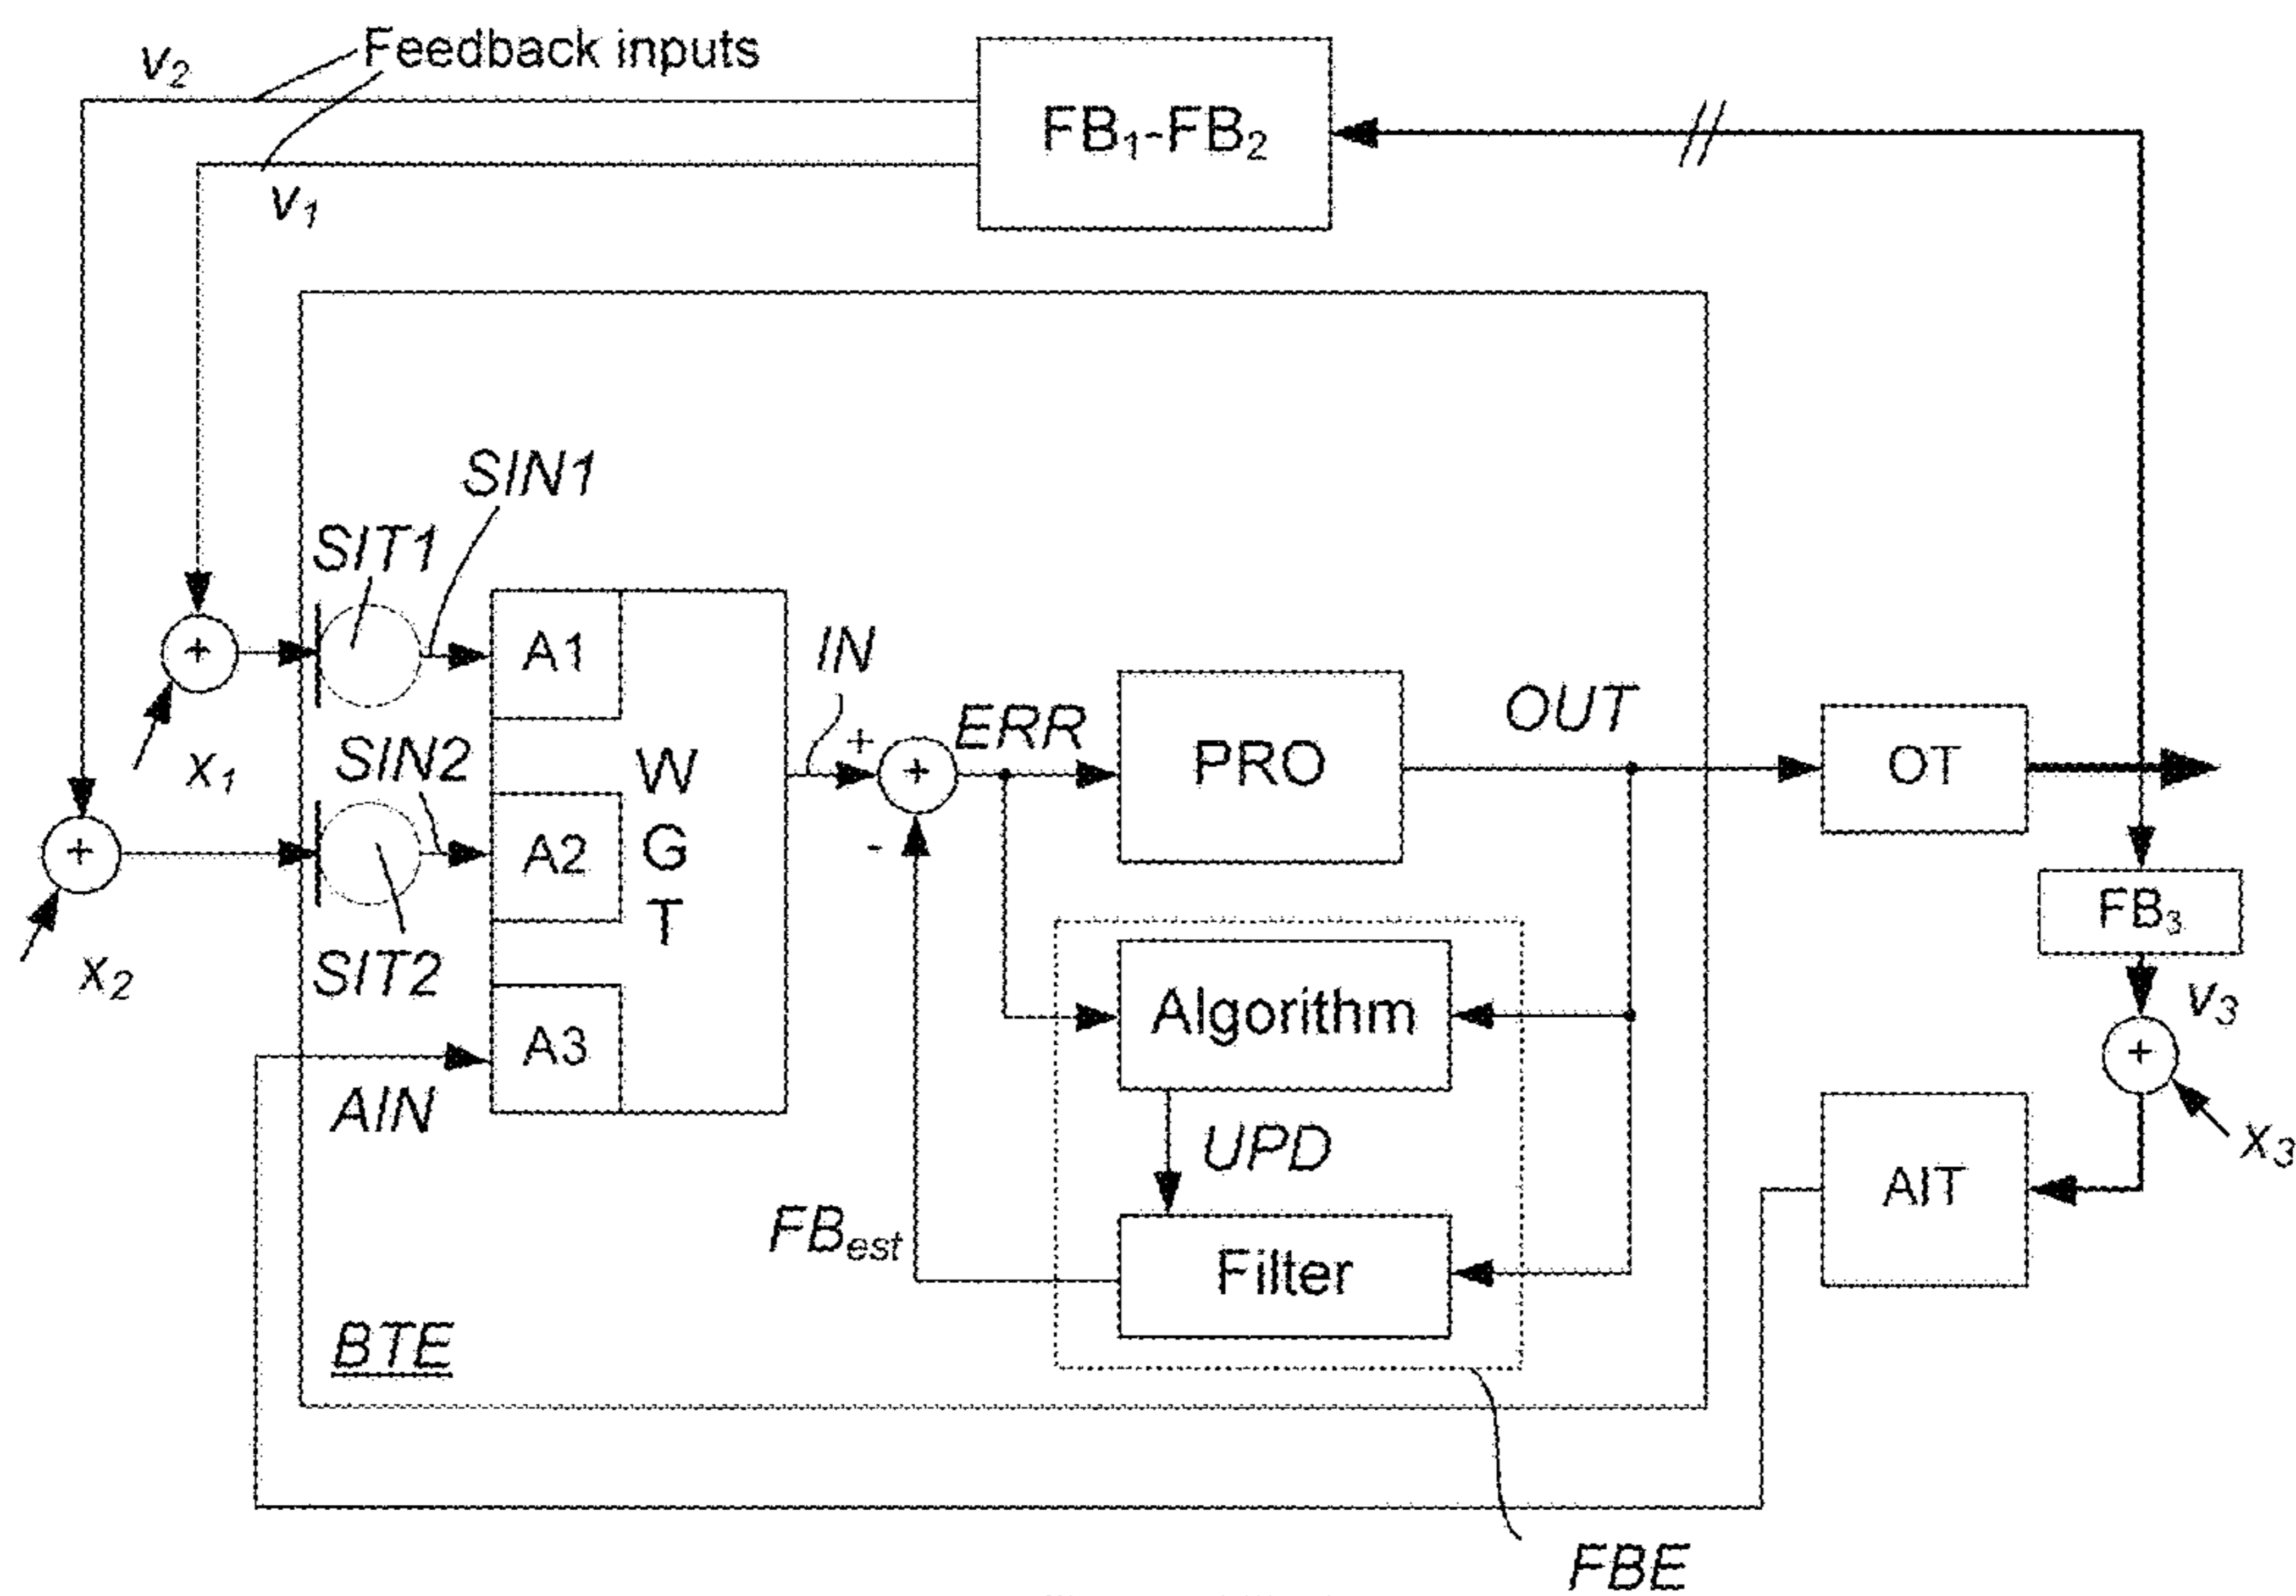 v2
Feedback inputs
FB1-FB2
v1
SIN1
SIT1
A1
IN
+
x1
SIN2
W
G
T
+
+
ERR
PRO
OUT
OT
+
A2
-
FB3
x2
SIT2
Algorithm
v3
A3
+
AIN
UPD
AIT
x3
FBest
Filter
BTE
FBE